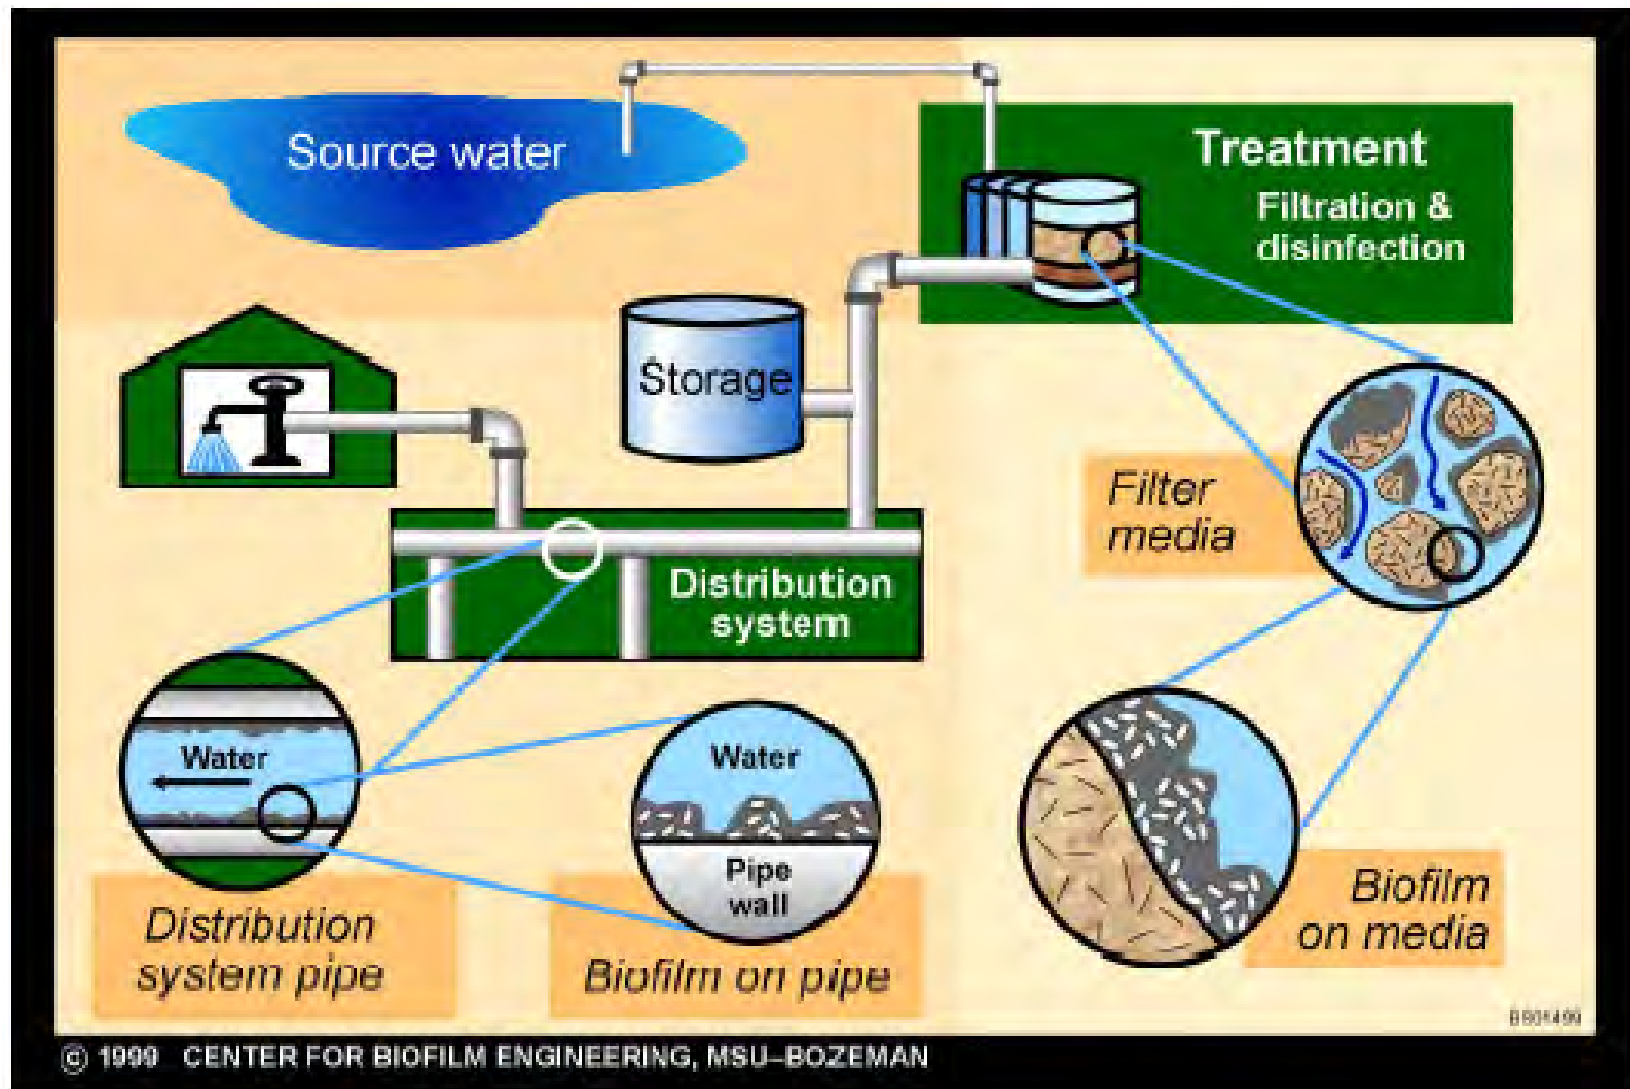 Source water
Treatment
Filtration &
disinfection
Storage
Filter
media
Distribution
system
Water
Water
Pipe
wall
Distribution
system pipe
Biofilm on pipe
Biofilm
on media
© 1999 CENTER FOR BIOFILM ENGINEERING, MSU–BOZEMAN